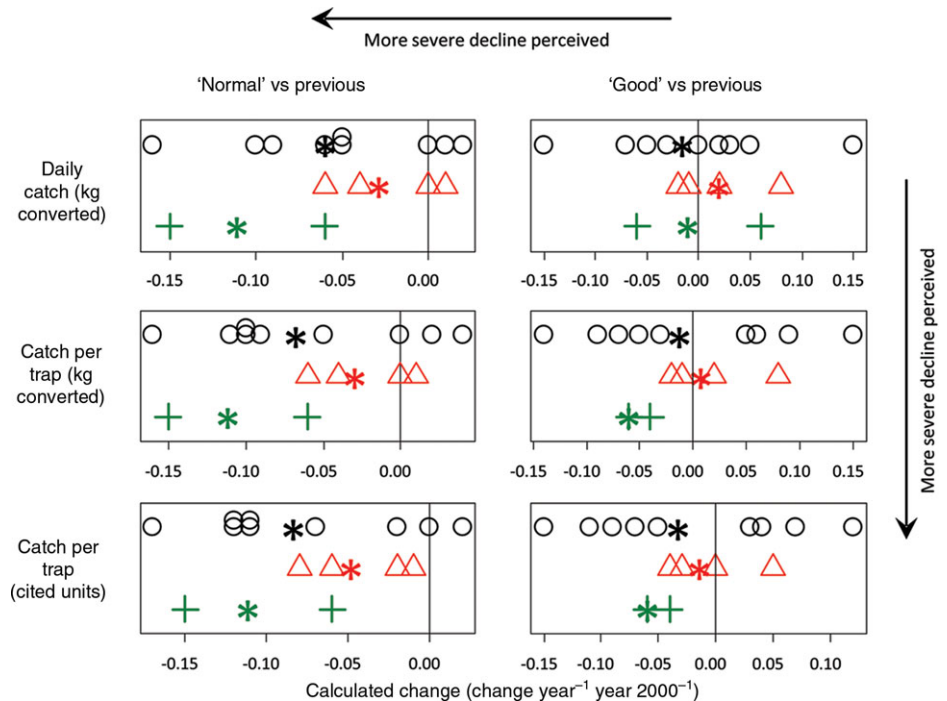 More severe decline perceived
‘Normal’ vs previous
‘Good’ vs previous
Daily
catch (kg
converted)
-0.15 -0.10 -0.05 0.00
-0.15 -0.10 -0.05 0.00 0.05 0.10 0.15
Catch per
trap (kg
converted)
-0.15 -0.10 -0.05 0.00
-0.15 -0.10 -0.05 0.00 0.05 0.10 0.15
Catch per
trap
(cited units)
-0.15 -0.10 -0.05 0.00
-0.15 -0.10 -0.05 0.00 0.05 0.10
Calculated change (change year⁻¹ year 2000⁻¹)
More severe decline perceived